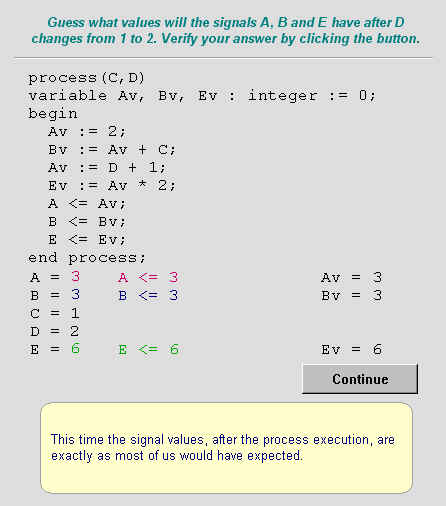 Guess what values will the signals A, B and E have after D
changes from 1 to 2. Verify your answer by clicking the button.
process(C,D)
variable Av, Bv, Ev : integer := 0;
begin
Av := 2;
Bv := Av + C;
Av := D + 1;
Ev := Av * 2;
A <= Av;
B <= Bv;
E <= Ev;
end process;
A = 3 A <= 3 Av = 3
B = 3 B <= 3 Bv = 3
C = 1
D = 2
E = 6 E <= 6 Ev = 6
Continue
This time the signal values, after the process execution, are
exactly as most of us would have expected.